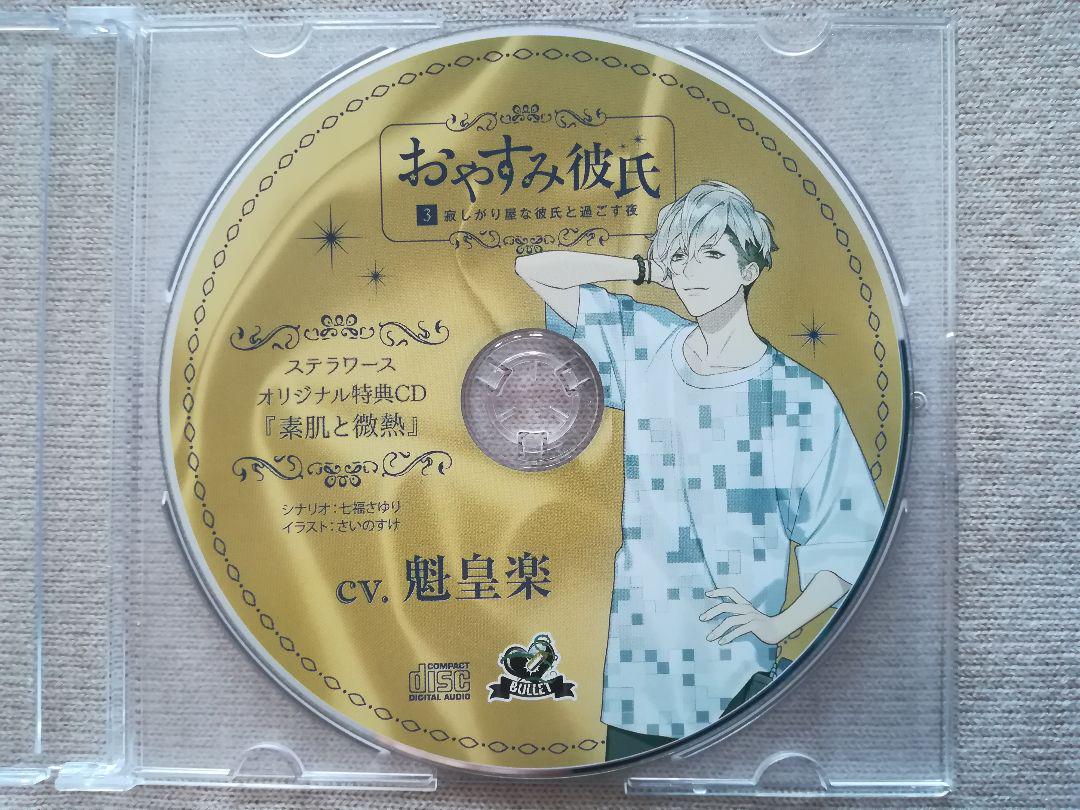 おやすみ彼氏
3 寂しがり屋な彼氏と過ごす夜
ステラワース
オリジナル特典CD
『素肌と微熱』
シナリオ:七福さゆり
イラスト:さいのすけ
cv. 魁皇楽
COMPACT
disc
DIGITAL AUDIO
BULLET